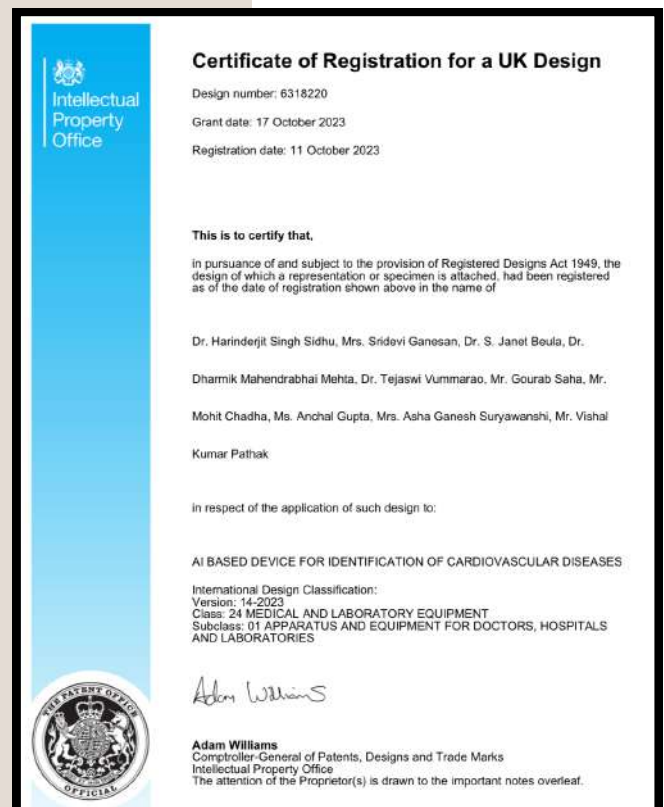 Intellectual
Property
Office
Certificate of Registration for a UK Design
Design number: 6318220
Grant date: 17 October 2023
Registration date: 11 October 2023
This is to certify that,
in pursuance of and subject to the provision of Registered Designs Act 1949, the
design of which a representation or specimen is attached, had been registered
as of the date of registration shown above in the name of
Dr. Harinderjit Singh Sidhu, Mrs. Sridevi Ganesan, Dr. S. Janet Beula, Dr.
Dharmik Mahendrabhai Mehta, Dr. Tejaswi Vummarao, Mr. Gourab Saha, Mr.
Mohit Chadha, Ms. Anchal Gupta, Mrs. Asha Ganesh Suryawanshi, Mr. Vishal
Kumar Pathak
in respect of the application of such design to:
AI BASED DEVICE FOR IDENTIFICATION OF CARDIOVASCULAR DISEASES
International Design Classification:
Version: 14-2023
Class: 24 MEDICAL AND LABORATORY EQUIPMENT
Subclass: 01 APPARATUS AND EQUIPMENT FOR DOCTORS, HOSPITALS
AND LABORATORIES
Adam Williams
Adam Williams
Comptroller-General of Patents, Designs and Trade Marks
Intellectual Property Office
The attention of the Proprietor(s) is drawn to the important notes overleaf.
THE PATENT OFFICE
OFFICIAL